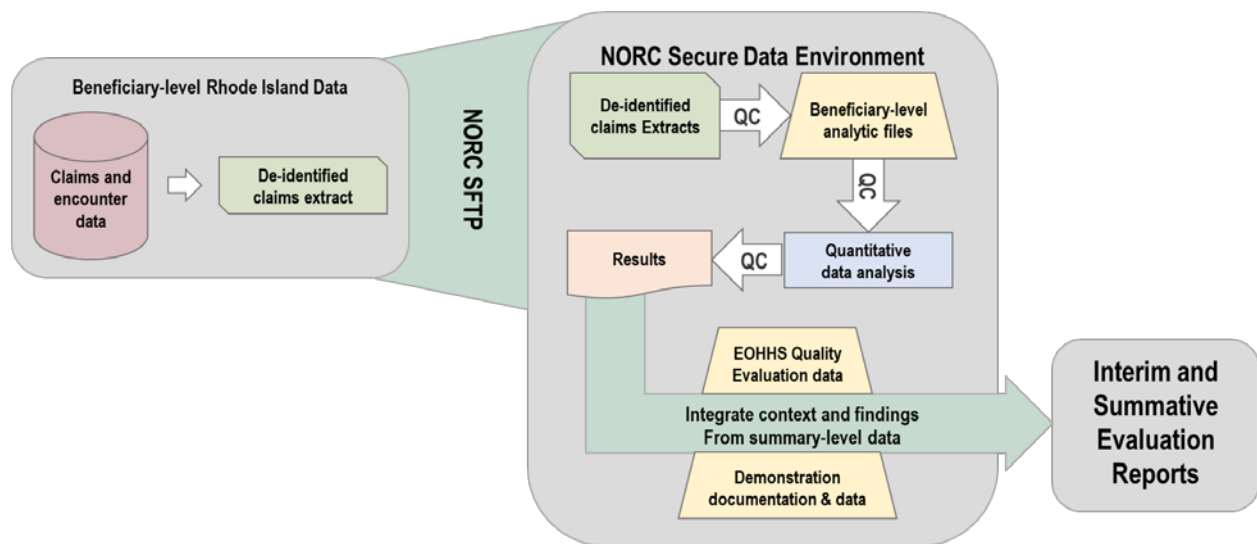 Beneficiary-level Rhode Island Data
Claims and
encounter
data
De-identified
claims extract
NORC SFTP
NORC Secure Data Environment
De-identified
claims Extracts
QC
Beneficiary-level
analytic files
QC
Quantitative
data analysis
QC
Results
EOHHS Quality
Evaluation data
Integrate context and findings
From summary-level data
Demonstration
documentation & data
Interim and
Summative
Evaluation
Reports